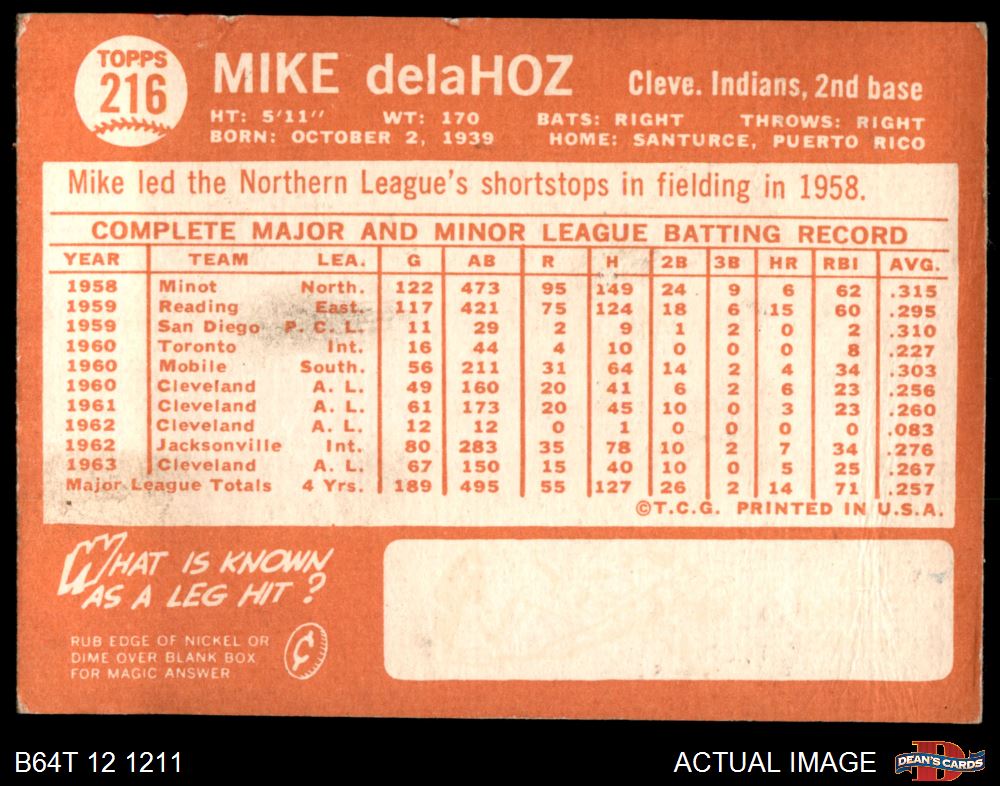 TOPPS
216
MIKE delaHOZ
Cleve. Indians, 2nd base
HT: 5'11" WT: 170 BATS: RIGHT THROWS: RIGHT
BORN: OCTOBER 2, 1939 HOME: SANTURCE, PUERTO RICO
Mike led the Northern League's shortstops in fielding in 1958.
COMPLETE MAJOR AND MINOR LEAGUE BATTING RECORD
YEAR TEAM LEA. G AB R H 2B 3B HR RBI AVG.
1958 Minot North. 122 473 95 149 24 9 6 62 .315
1959 Reading East. 117 421 75 124 18 6 15 60 .295
1959 San Diego P. C. L. 11 29 2 9 1 2 0 2 .310
1960 Toronto Int. 16 44 4 10 0 0 0 8 .227
1960 Mobile South. 56 211 31 64 14 2 4 34 .303
1960 Cleveland A. L. 49 160 20 41 6 2 6 23 .256
1961 Cleveland A. L. 61 173 20 45 10 0 3 23 .260
1962 Cleveland A. L. 12 12 0 1 0 0 0 0 .083
1962 Jacksonville Int. 80 283 35 78 10 2 7 34 .276
1963 Cleveland A. L. 67 150 15 40 10 0 5 25 .267
Major League Totals 4 Yrs. 189 495 55 127 26 2 14 71 .257
©T.C.G. PRINTED IN U.S.A.
WHAT IS KNOWN
AS A LEG HIT?
RUB EDGE OF NICKEL OR
DIME OVER BLANK BOX
FOR MAGIC ANSWER
¢
B64T 12 1211
ACTUAL IMAGE
D
DEAN'S CARDS